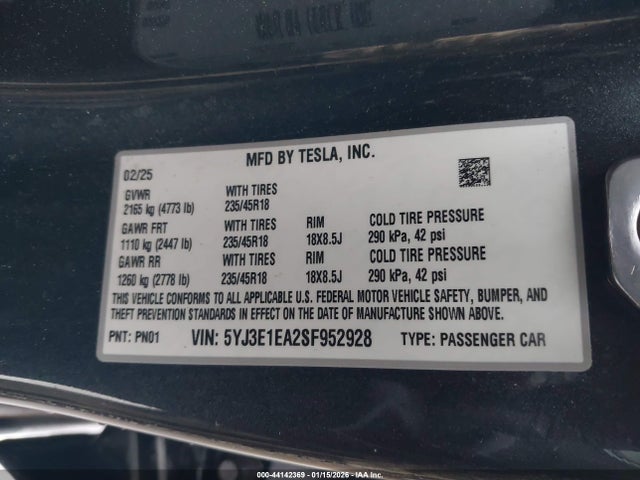 MFD BY TESLA, INC.
02/25
GVWR WITH TIRES
2165 kg (4773 lb) 235/45R18
GAWR FRT WITH TIRES RIM COLD TIRE PRESSURE
1110 kg (2447 lb) 235/45R18 18X8.5J 290 kPa, 42 psi
GAWR RR WITH TIRES RIM COLD TIRE PRESSURE
1260 kg (2778 lb) 235/45R18 18X8.5J 290 kPa, 42 psi
THIS VEHICLE CONFORMS TO ALL APPLICABLE U.S. FEDERAL MOTOR VEHICLE SAFETY, BUMPER, AND
THEFT PREVENTION STANDARDS IN EFFECT ON THE DATE OF MANUFACTURE SHOWN ABOVE.
PNT: PN01 VIN: 5YJ3E1EA2SF952928 TYPE: PASSENGER CAR
000-44142369 - 01/15/2026 - IAA Inc.